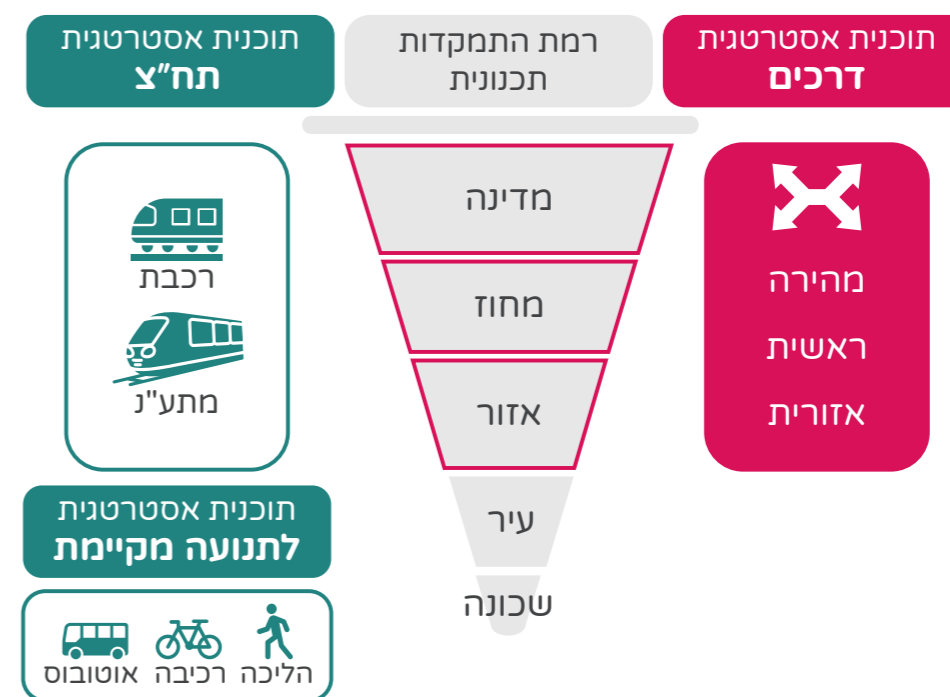 תוכנית אסטרטגית
דרכים
רמת התמקדות
תכנונית
תוכנית אסטרטגית
תח"צ
מהירה
ראשית
אזורית
מדינה
מחוז
אזור
עיר
שכונה
רכבת
מתע"נ
תוכנית אסטרטגית
לתנועה מקיימת
הליכה רכיבה אוטובוס